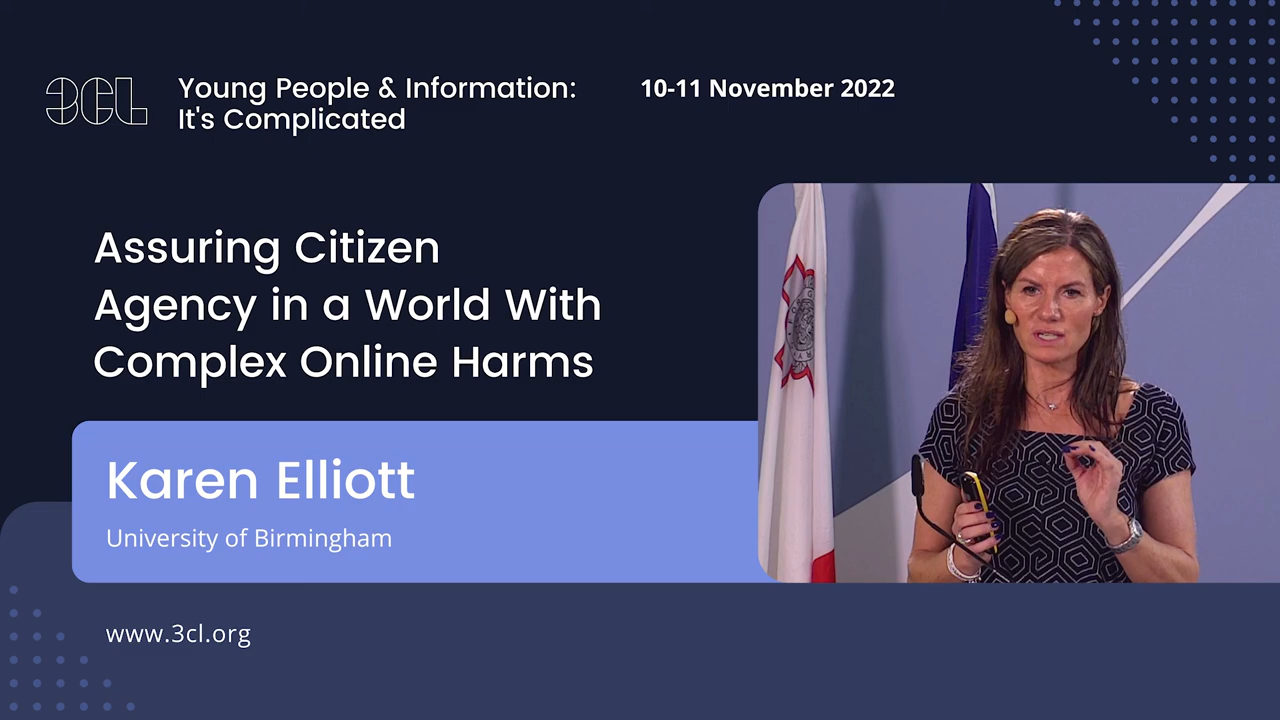 3CL
Young People & Information:
It's Complicated
10-11 November 2022
Assuring Citizen
Agency in a World With
Complex Online Harms
Karen Elliott
University of Birmingham
www.3cl.org